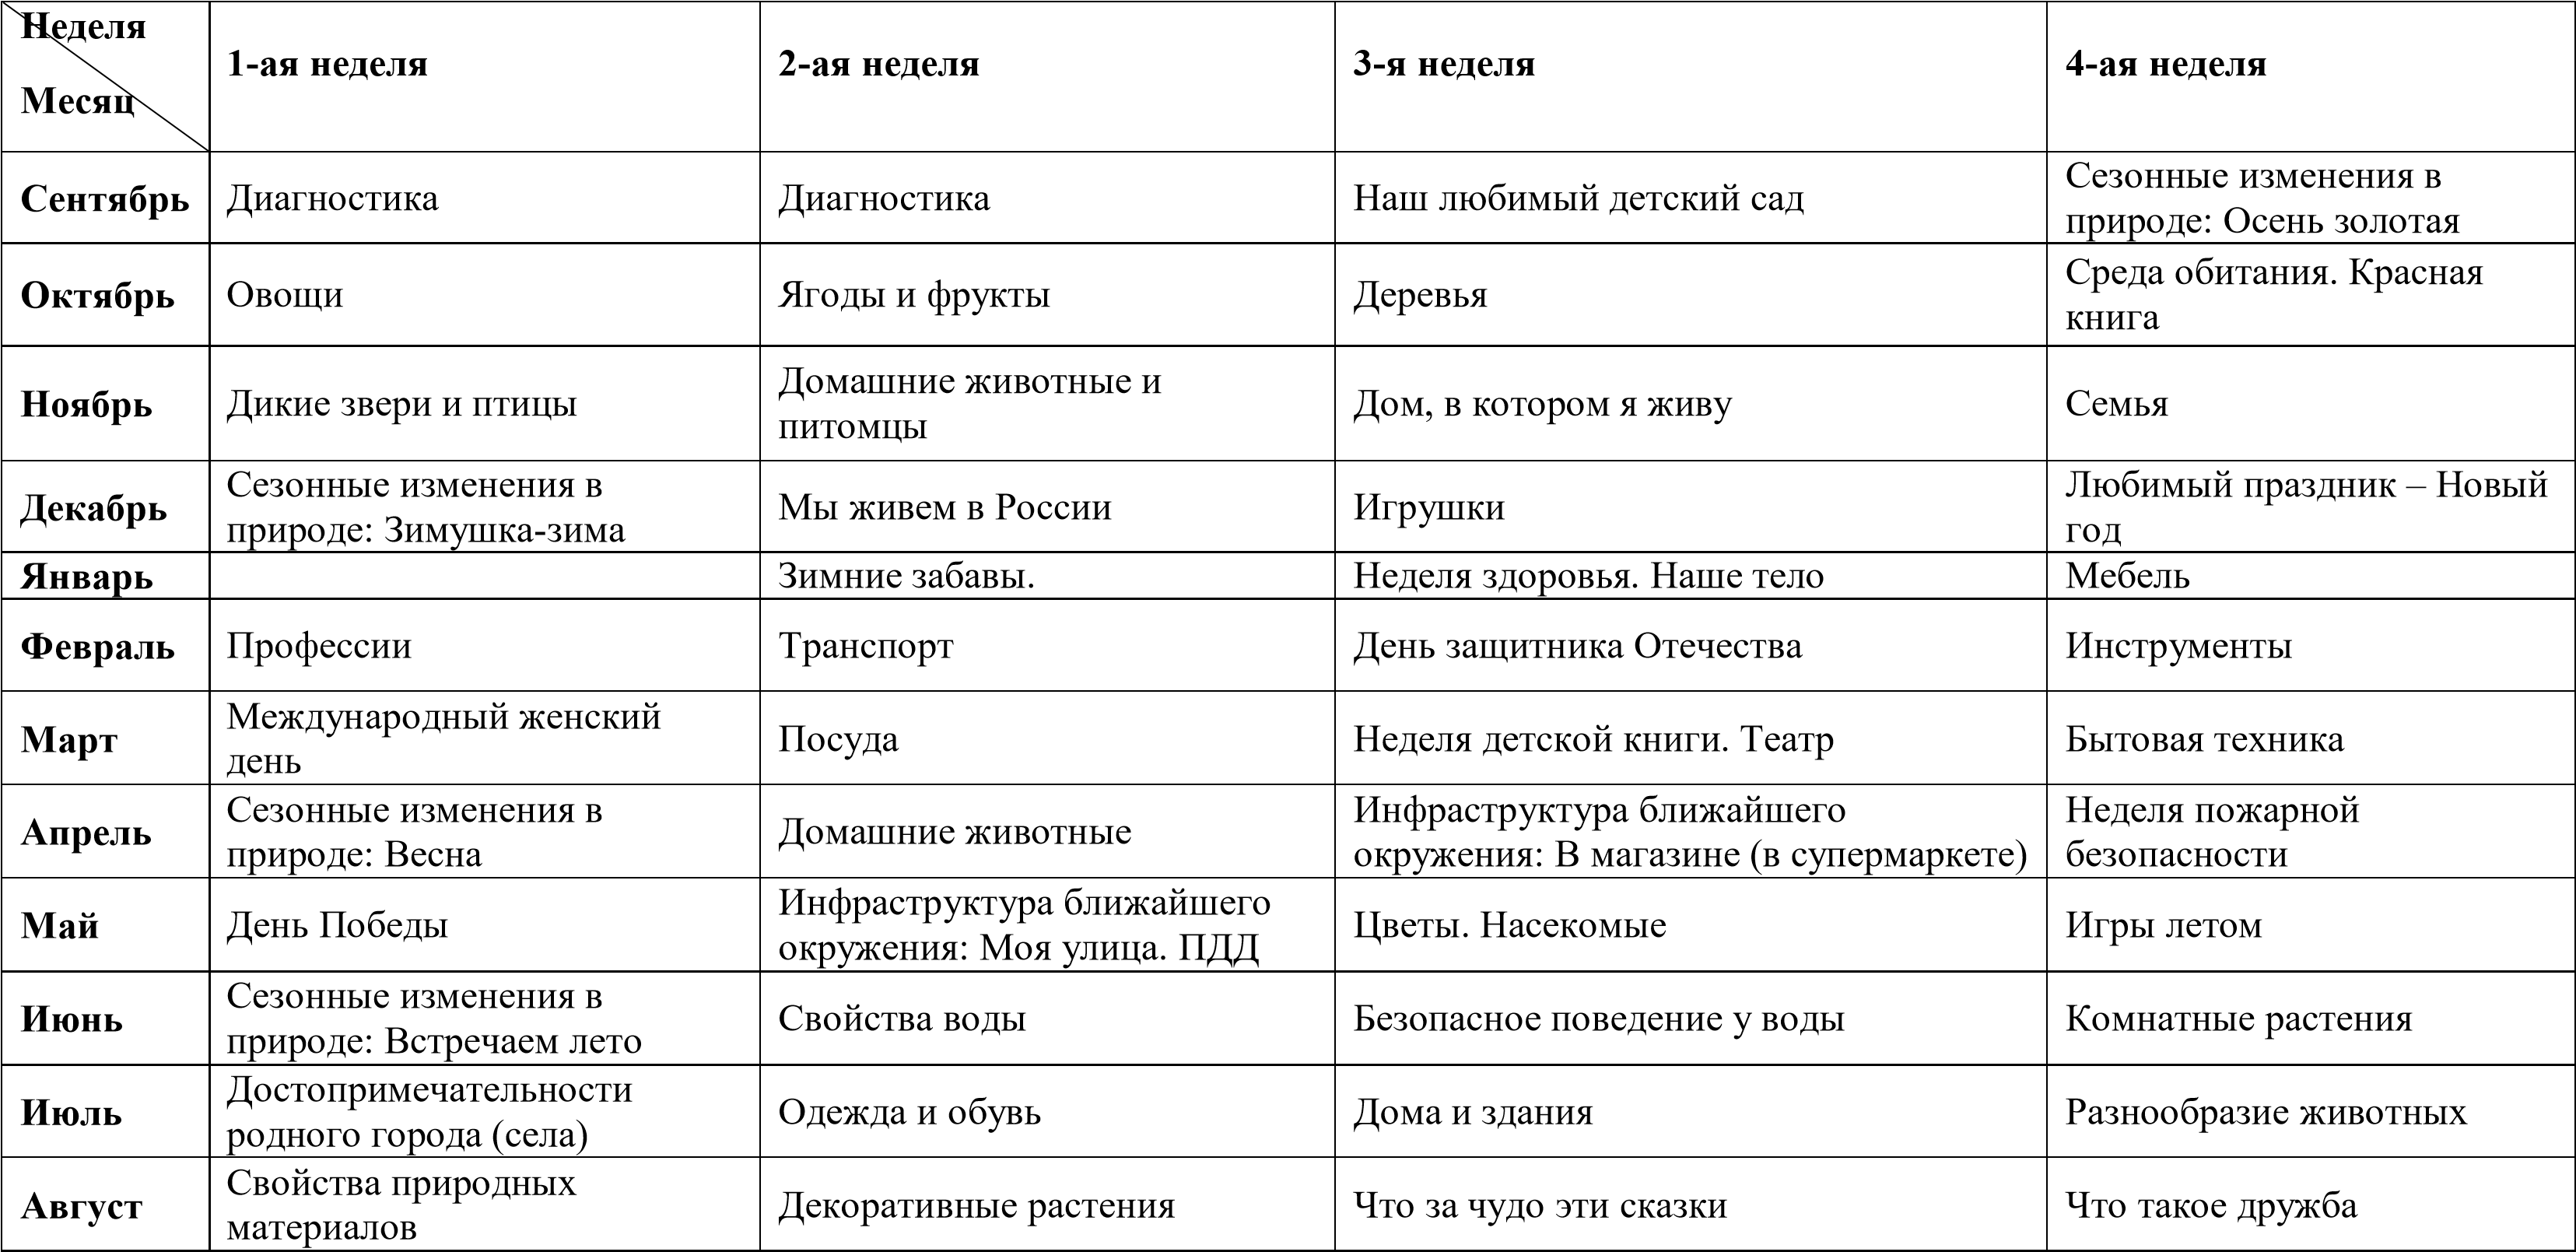 Неделя
Месяц
1-ая неделя
2-ая неделя
3-я неделя
4-ая неделя
Сентябрь
Диагностика
Диагностика
Наш любимый детский сад
Сезонные изменения в
природе: Осень золотая
Октябрь
Овощи
Ягоды и фрукты
Деревья
Среда обитания. Красная
книга
Ноябрь
Дикие звери и птицы
Домашние животные и
питомцы
Дом, в котором я живу
Семья
Декабрь
Сезонные изменения в
природе: Зимушка-зима
Мы живем в России
Игрушки
Любимый праздник – Новый
год
Январь
Зимние забавы.
Неделя здоровья. Наше тело
Мебель
Февраль
Профессии
Транспорт
День защитника Отечества
Инструменты
Март
Международный женский
день
Посуда
Неделя детской книги. Театр
Бытовая техника
Апрель
Сезонные изменения в
природе: Весна
Домашние животные
Инфраструктура ближайшего
окружения: В магазине (в супермаркете)
Неделя пожарной
безопасности
Май
День Победы
Инфраструктура ближайшего
окружения: Моя улица. ПДД
Цветы. Насекомые
Игры летом
Июнь
Сезонные изменения в
природе: Встречаем лето
Свойства воды
Безопасное поведение у воды
Комнатные растения
Июль
Достопримечательности
родного города (села)
Одежда и обувь
Дома и здания
Разнообразие животных
Август
Свойства природных
материалов
Декоративные растения
Что за чудо эти сказки
Что такое дружба